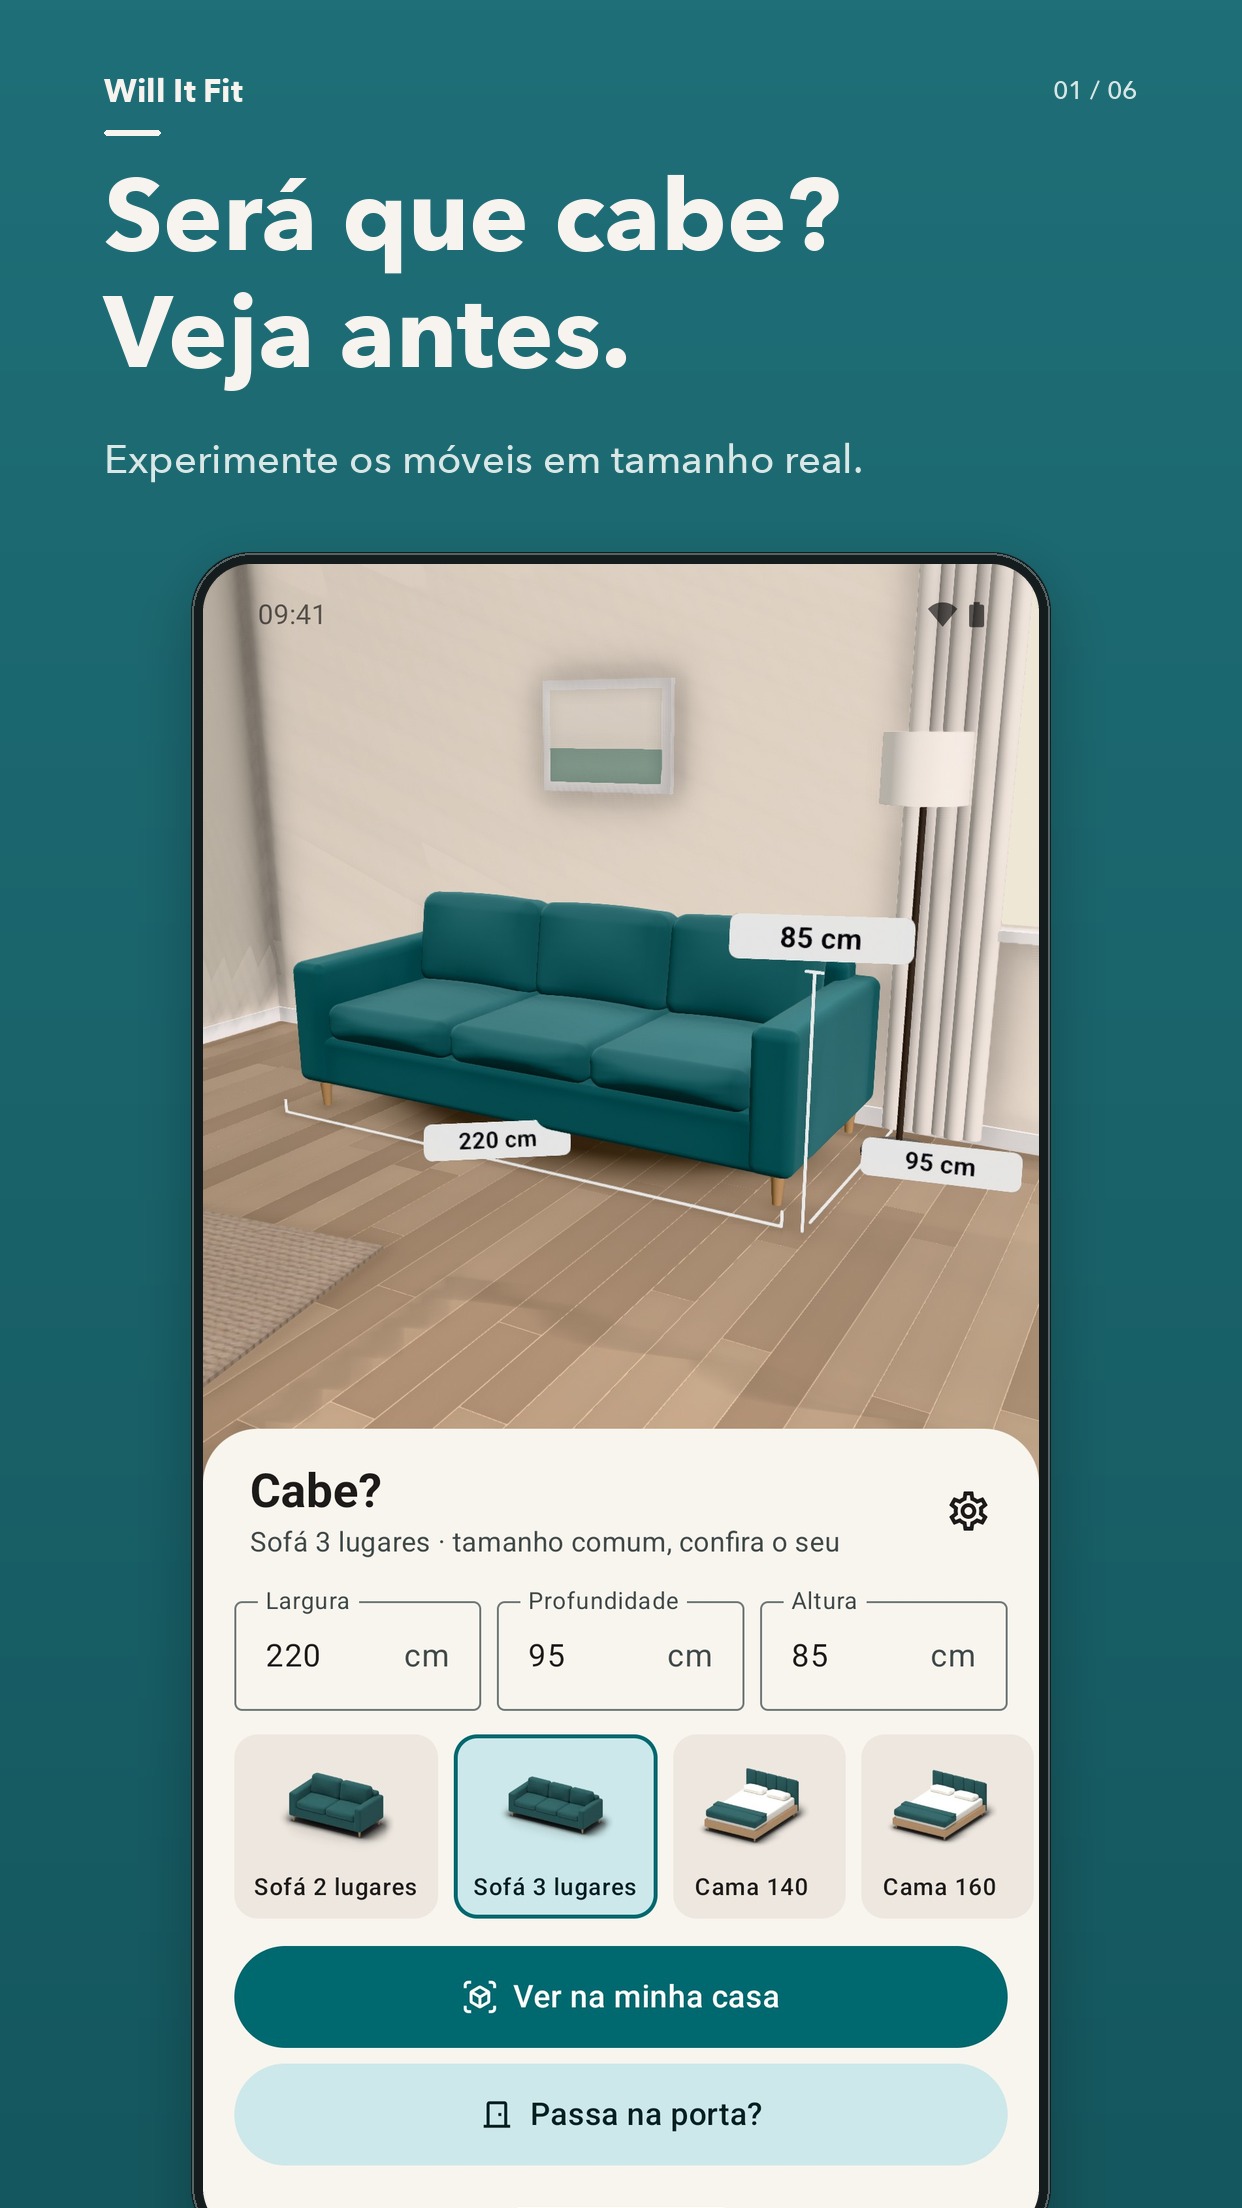 Will It Fit
01 / 06
Será que cabe?
Veja antes.
Experimente os móveis em tamanho real.
09:41
85 cm
220 cm
95 cm
Cabe?
Sofá 3 lugares · tamanho comum, confira o seu
Largura
Profundidade
Altura
220 cm
95 cm
85 cm
Sofá 2 lugares
Sofá 3 lugares
Cama 140
Cama 160
Ver na minha casa
Passa na porta?